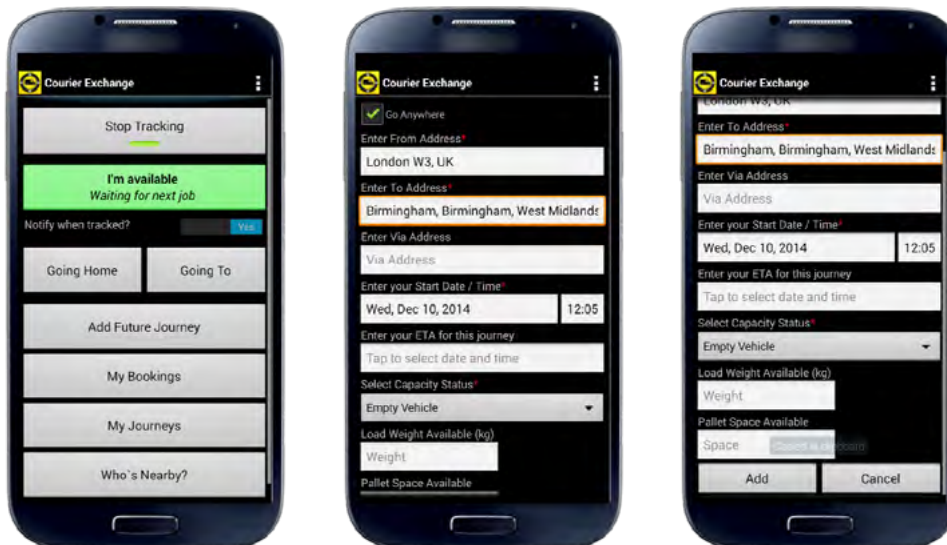 Courier Exchange
Stop Tracking
I'm available
Waiting for next job
Notify when tracked?
Yes
Going Home
Going To
Add Future Journey
My Bookings
My Journeys
Who`s Nearby?
Courier Exchange
Go Anywhere
Enter From Address*
London W3, UK
Enter To Address*
Birmingham, Birmingham, West Midlands
Enter Via Address
Via Address
Enter your Start Date / Time*
Wed, Dec 10, 2014
12:05
Enter your ETA for this journey
Tap to select date and time
Select Capacity Status*
Empty Vehicle
Load Weight Available (kg)
Weight
Pallet Space Available
Courier Exchange
London W3, UK
Enter To Address*
Birmingham, Birmingham, West Midlands
Enter Via Address
Via Address
Enter your Start Date / Time*
Wed, Dec 10, 2014
12:05
Enter your ETA for this journey
Tap to select date and time
Select Capacity Status*
Empty Vehicle
Load Weight Available (kg)
Weight
Pallet Space Available
Space
Add
Cancel